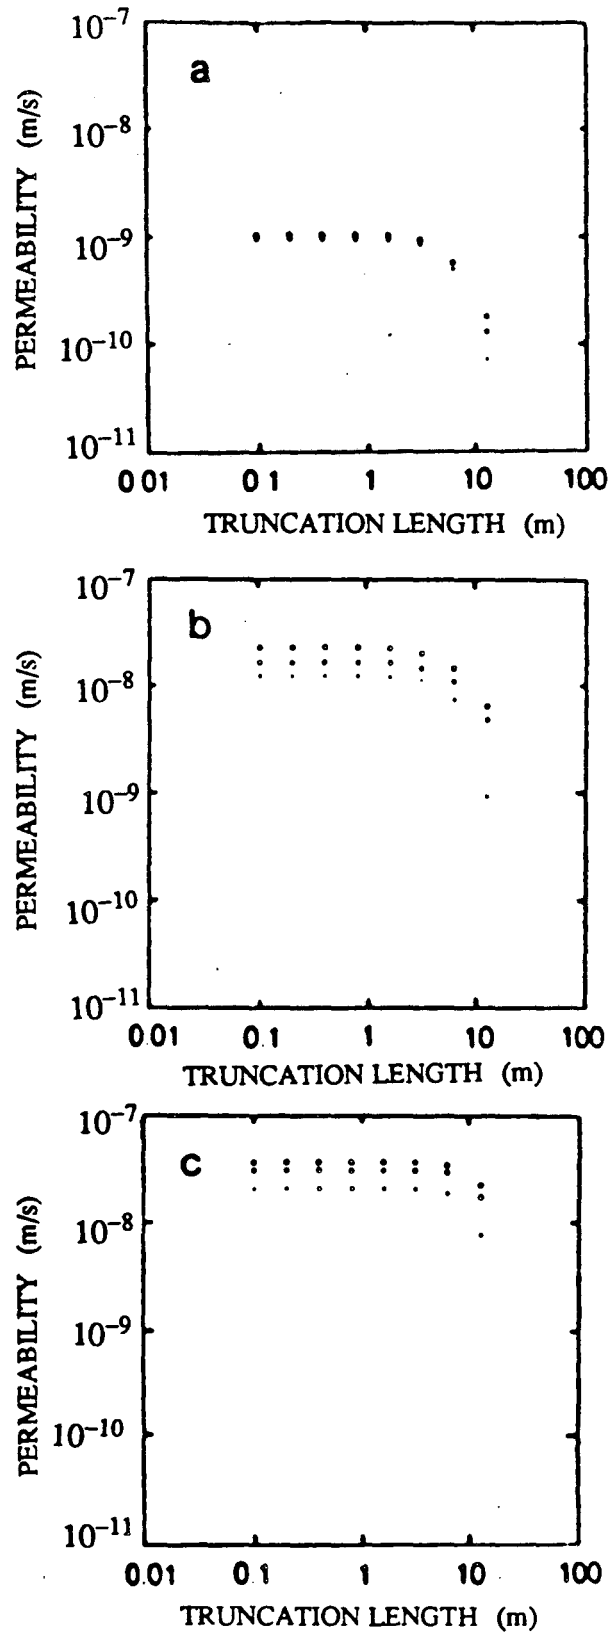 10⁻⁷
a
10⁻⁸
PERMEABILITY (m/s)
10⁻⁹
10⁻¹⁰
10⁻¹¹
0 01 0 1 1 10 100
TRUNCATION LENGTH (m)
10⁻⁷
b
10⁻⁸
PERMEABILITY (m/s)
10⁻⁹
10⁻¹⁰
10⁻¹¹
0.01 0.1 1 10 100
TRUNCATION LENGTH (m)
10⁻⁷
c
10⁻⁸
PERMEABILITY (m/s)
10⁻⁹
10⁻¹⁰
10⁻¹¹
0.01 0.1 1 10 100
TRUNCATION LENGTH (m)